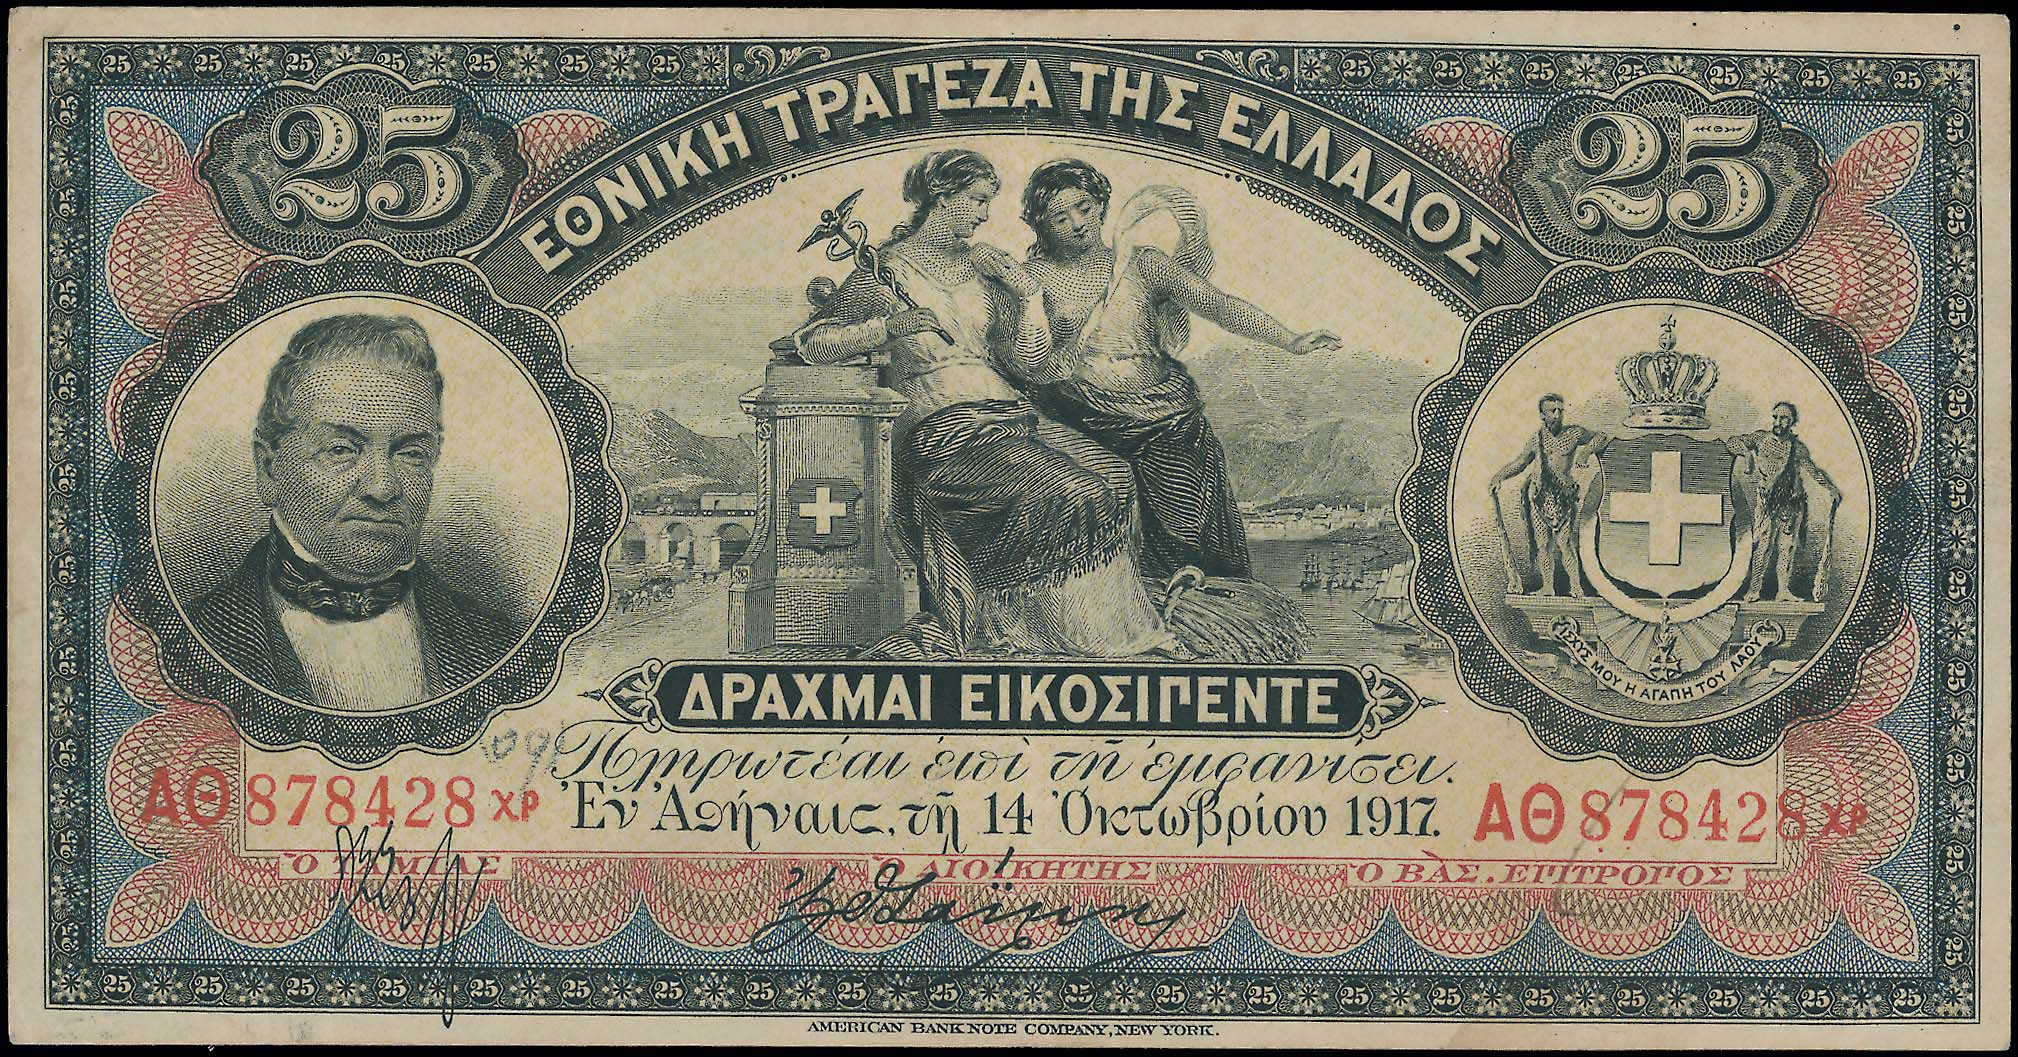 25 25
ΕΘΝΙΚΗ ΤΡΑΠΕΖΑ ΤΗΣ ΕΛΛΑΔΟΣ
ΙΣΧΥΣ ΜΟΥ Η ΑΓΑΠΗ ΤΟΥ ΛΑΟΥ
ΔΡΑΧΜΑΙ ΕΙΚΟΣΙΠΕΝΤΕ
Πληρωτέαι ἐπὶ τῇ ἐμφανίσει.
ΑΘ 878428 ΧΡ Ἐν Ἀθήναις, τῇ 14 Ὀκτωβρίου 1917. ΑΘ 878428 ΧΡ
Ὁ ΤΑΜΙΑΣ Ὁ ΔΙΟΙΚΗΤΗΣ Ὁ ΒΑΣ. ΕΠΙΤΡΟΠΟΣ
AMERICAN BANK NOTE COMPANY, NEW YORK.